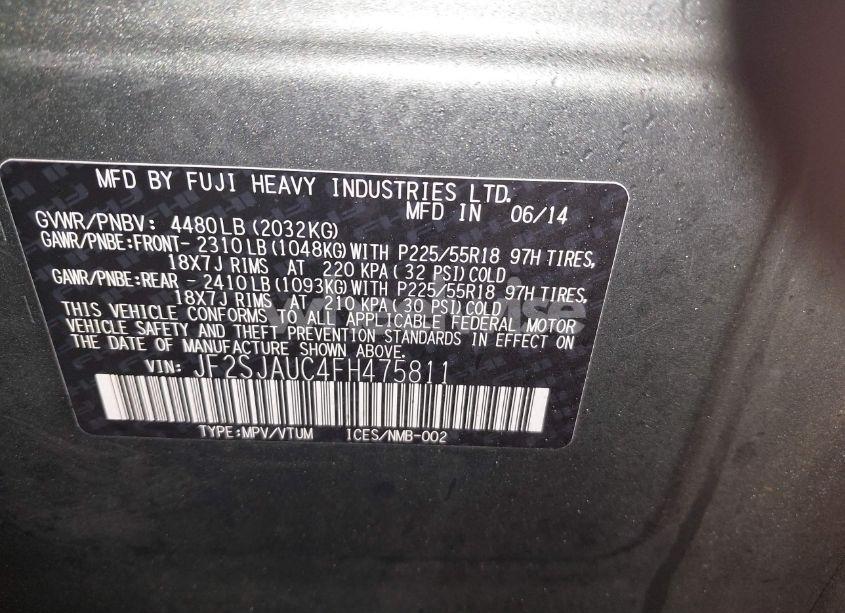 MFD BY FUJI HEAVY INDUSTRIES LTD.
MFD IN 06/14
GVWR/PNBV: 4480LB (2032KG)
GAWR/PNBE:FRONT- 2310LB (1048KG) WITH P225/55R18 97H TIRES,
18X7J RIMS AT 220 KPA ( 32 PSI) COLD
GAWR/PNBE:REAR - 2410LB (1093KG) WITH P225/55R18 97H TIRES,
18X7J RIMS AT 210 KPA ( 30 PSI) COLD
THIS VEHICLE CONFORMS TO ALL APPLICABLE FEDERAL MOTOR
VEHICLE SAFETY AND THEFT PREVENTION STANDARDS IN EFFECT ON
THE DATE OF MANUFACTURE SHOWN ABOVE.
VIN: JF2SJAUC4FH475811
TYPE:MPV/VTUM ICES/NMB-002